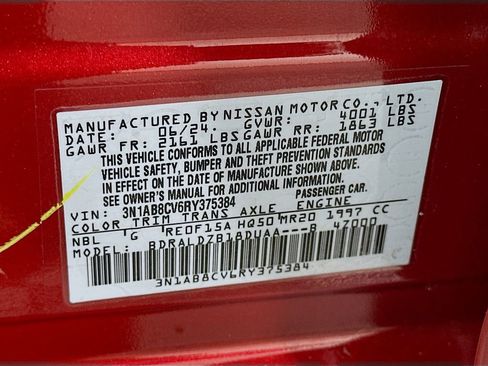 MANUFACTURED BY NISSAN MOTOR CO., LTD.
DATE: 06/24. GVWR: 4001 LBS
GAWR FR: 2161 LBS GAWR RR: 1863 LBS
THIS VEHICLE CONFORMS TO ALL APPLICABLE FEDERAL MOTOR
VEHICLE SAFETY, BUMPER AND THEFT PREVENTION STANDARDS
IN EFFECT ON THE DATE OF MANUFACTURE SHOWN ABOVE.
SEE OWNER'S MANUAL FOR ADDITIONAL INFORMATION.
VIN: 3N1AB8CV6RY375384 PASSENGER CAR.
COLOR TRIM TRANS AXLE ENGINE
NBL G RE0F15A HQ50 MR20 1997 CC
MODEL: BDRALDZB18DUAA---B 47000
3N1AB8CV6RY375384